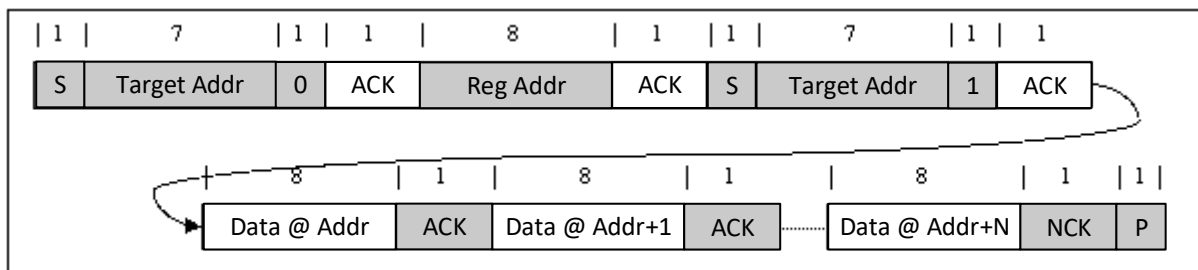 | 1 | 7 | 1 | 1 | 8 | 1 | 1 | 7 | 1 | 1
S Target Addr 0 ACK Reg Addr ACK S Target Addr 1 ACK
| 8 | 1 | 8 | 1 | 8 | 1 | 1 |
Data @ Addr ACK Data @ Addr+1 ACK Data @ Addr+N NCK P